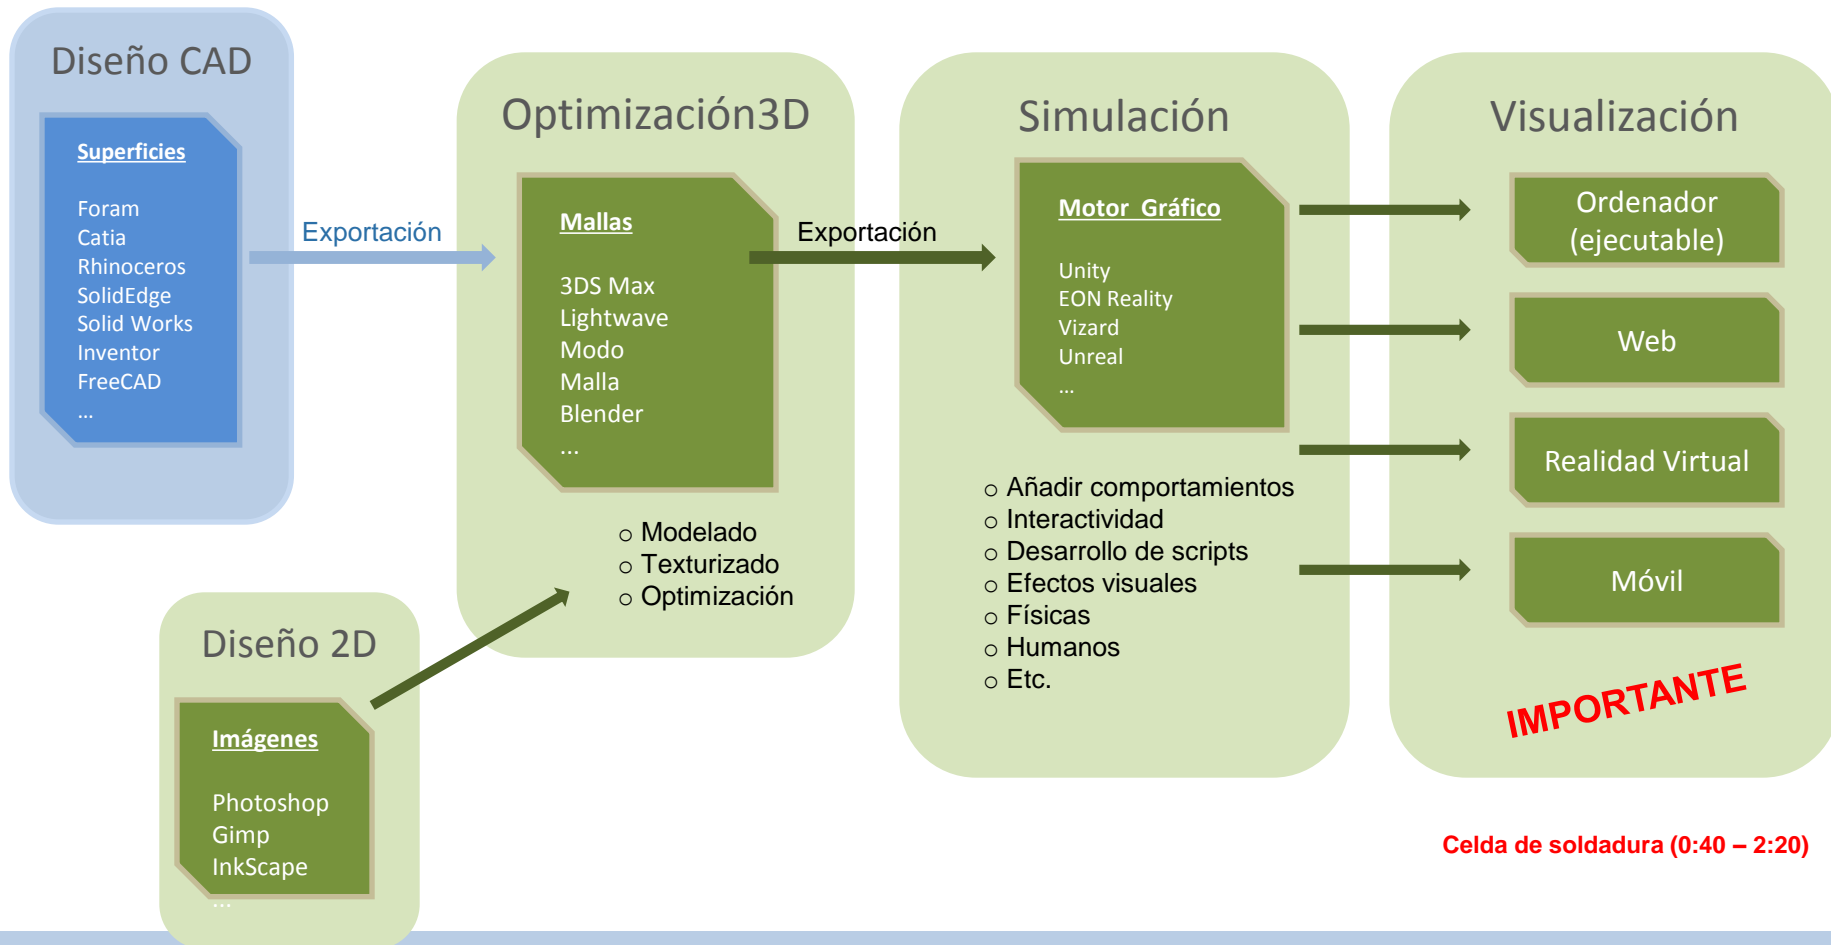 Diseño CAD
Superficies
Foram
Catia
Rhinoceros
SolidEdge
Solid Works
Inventor
FreeCAD
...
Exportación
Diseño 2D
Imágenes
Photoshop
Gimp
InkScape
...
Optimización3D
Mallas
3DS Max
Lightwave
Modo
Malla
Blender
...
o Modelado
o Texturizado
o Optimización
Exportación
Simulación
Motor Gráfico
Unity
EON Reality
Vizard
Unreal
...
o Añadir comportamientos
o Interactividad
o Desarrollo de scripts
o Efectos visuales
o Físicas
o Humanos
o Etc.
Visualización
Ordenador
(ejecutable)
Web
Realidad Virtual
Móvil
IMPORTANTE
Celda de soldadura (0:40 – 2:20)